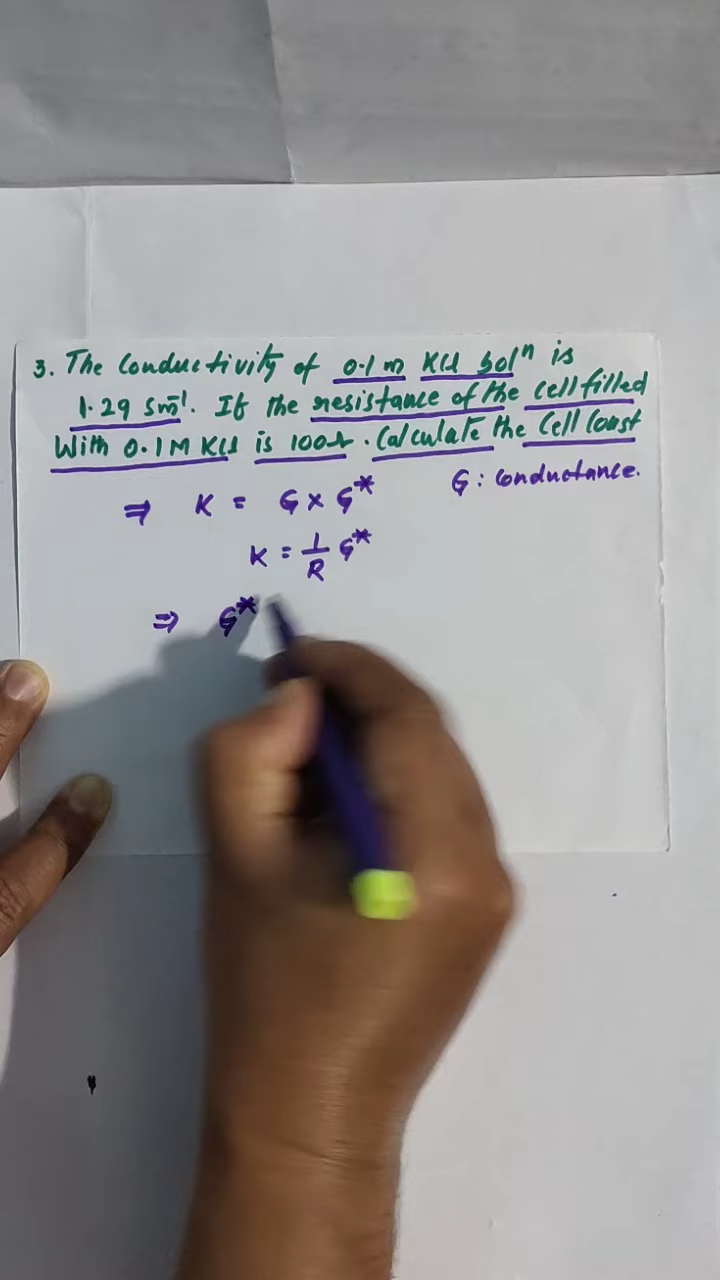 3. The Conductivity of 0.1 m KCl Solⁿ is
1.29 Sm⁻¹. If the resistance of the cell filled
With 0.1M KCl is 100Ω. Calculate the Cell Const
⇒ K = G × G* G : Conductance.
K = 1/R G*
⇒ G*